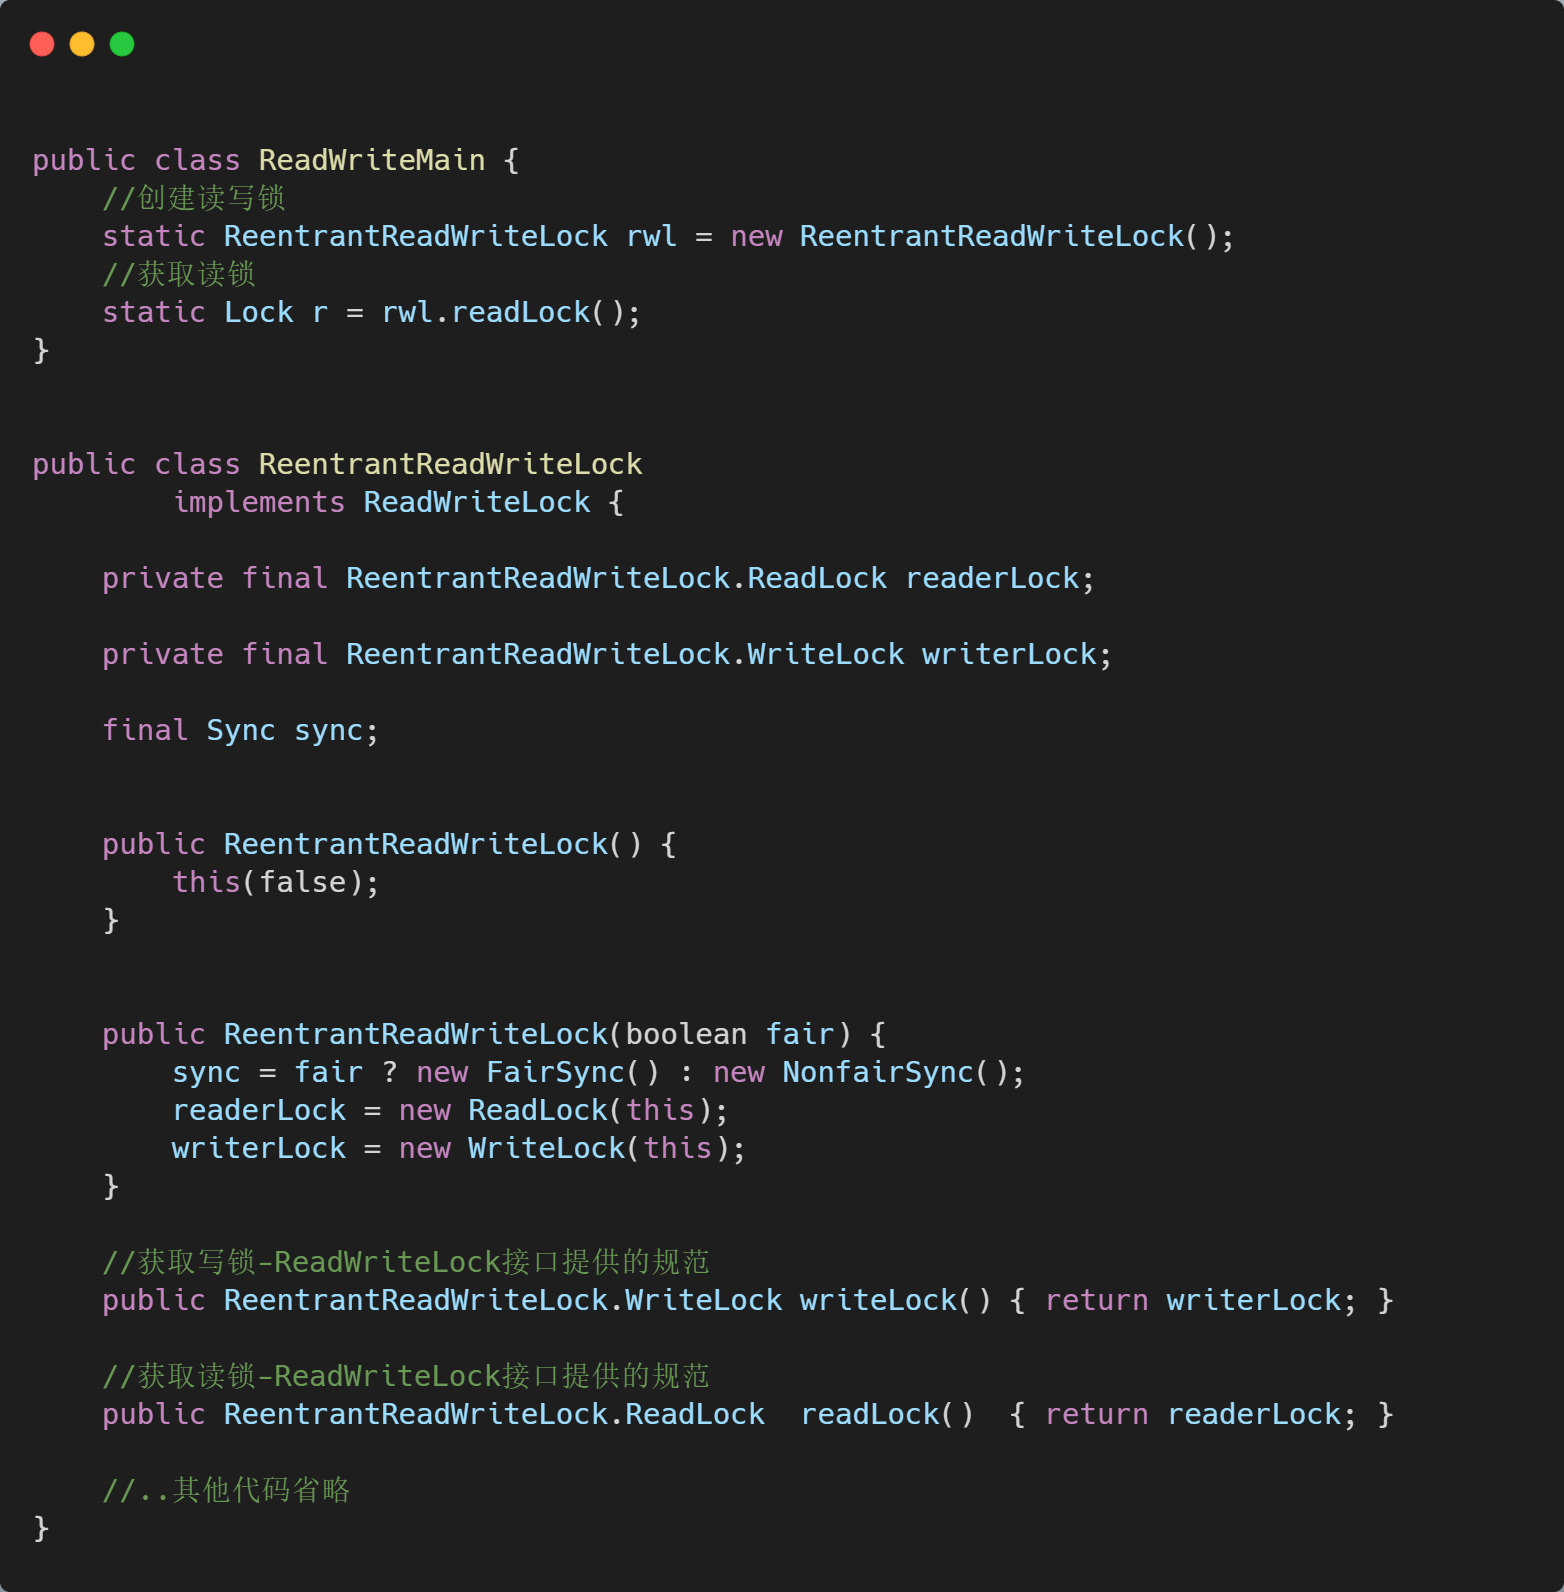 public class ReadWriteMain {
    //创建读写锁
    static ReentrantReadWriteLock rwl = new ReentrantReadWriteLock();
    //获取读锁
    static Lock r = rwl.readLock();
}
public class ReentrantReadWriteLock
        implements ReadWriteLock {
    private final ReentrantReadWriteLock.ReadLock readerLock;
    private final ReentrantReadWriteLock.WriteLock writerLock;
    final Sync sync;
    public ReentrantReadWriteLock() {
        this(false);
    }
    public ReentrantReadWriteLock(boolean fair) {
        sync = fair ? new FairSync() : new NonfairSync();
        readerLock = new ReadLock(this);
        writerLock = new WriteLock(this);
    }
    //获取写锁-ReadWriteLock接口提供的规范
    public ReentrantReadWriteLock.WriteLock writeLock() { return writerLock; }
    //获取读锁-ReadWriteLock接口提供的规范
    public ReentrantReadWriteLock.ReadLock  readLock()  { return readerLock; }
    //..其他代码省略
}